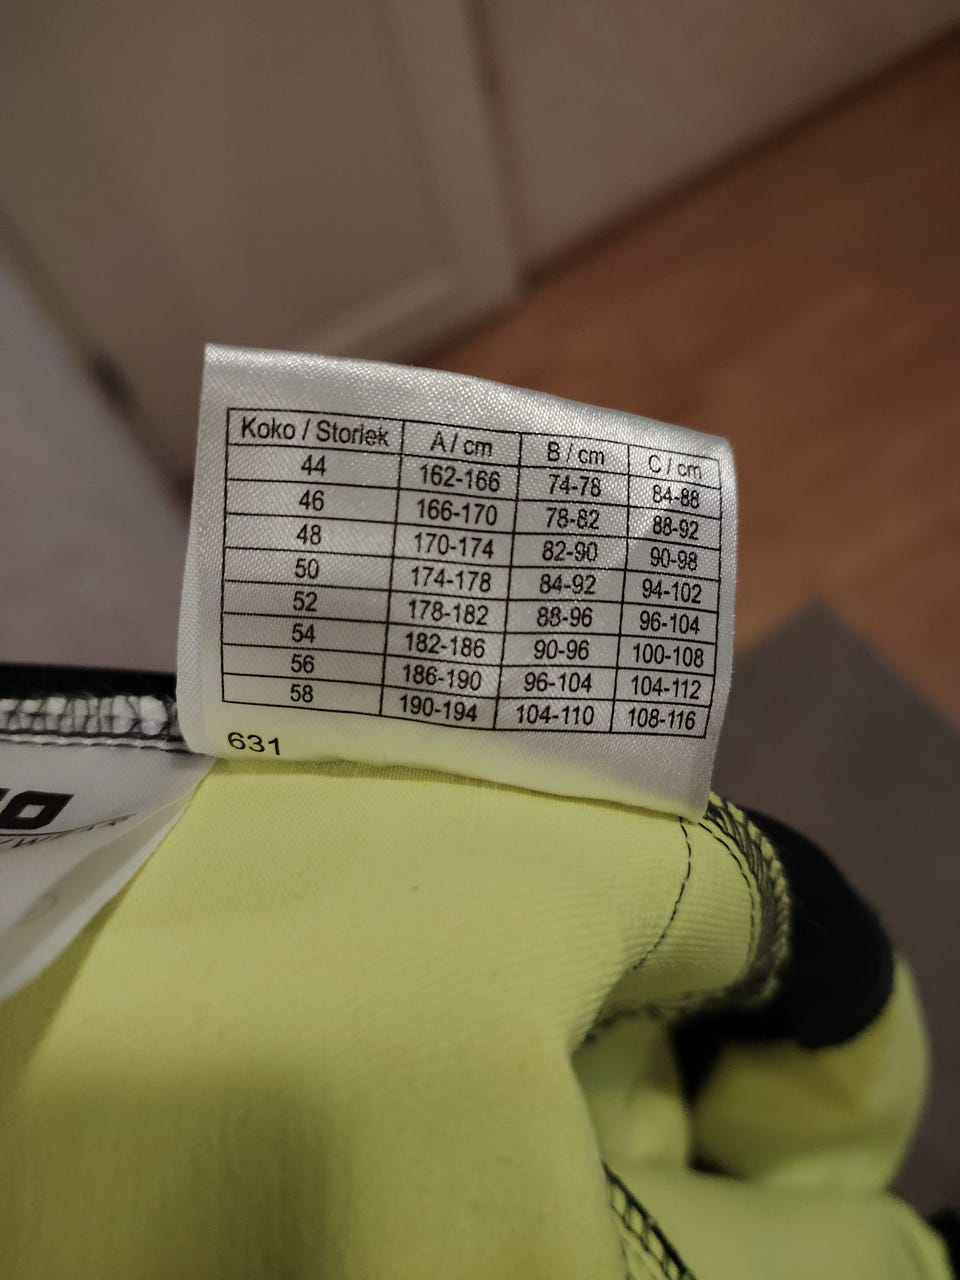 Koko / Storlek A / cm B / cm C / cm
44 162-166 74-78 84-88
46 166-170 78-82 88-92
48 170-174 82-90 90-98
50 174-178 84-92 94-102
52 178-182 88-96 96-104
54 182-186 90-96 100-108
56 186-190 96-104 104-112
58 190-194 104-110 108-116
631